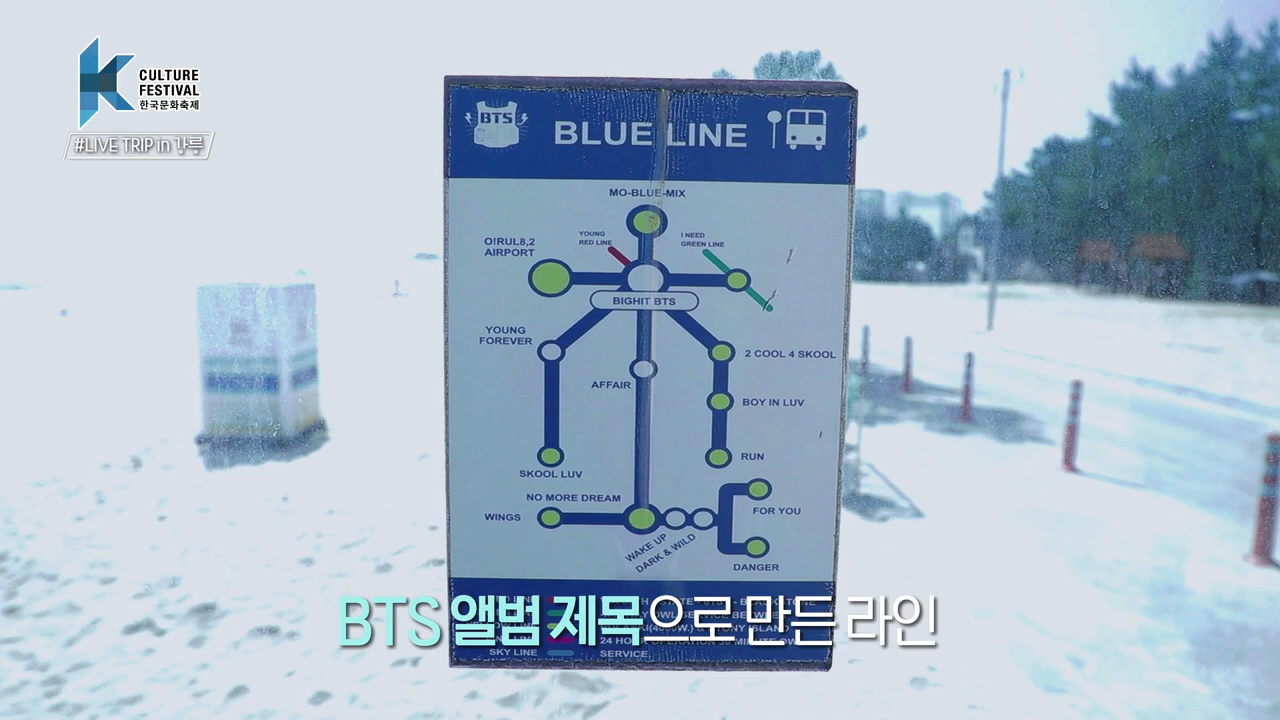 CULTURE
FESTIVAL
한국문화축제
#LIVE TRIP in 강릉
BTS
BLUE LINE
MO-BLUE-MIX
YOUNG
RED LINE
I NEED
GREEN LINE
O!RUL8,2
AIRPORT
BIGHIT BTS
YOUNG
FOREVER
2 COOL 4 SKOOL
AFFAIR
BOY IN LUV
RUN
SKOOL LUV
NO MORE DREAM
WINGS
FOR YOU
WAKE UP
DARK & WILD
DANGER
BTS 앨범 제목으로 만든 라인
24 HOUR
SKY LINE
SERVICE.